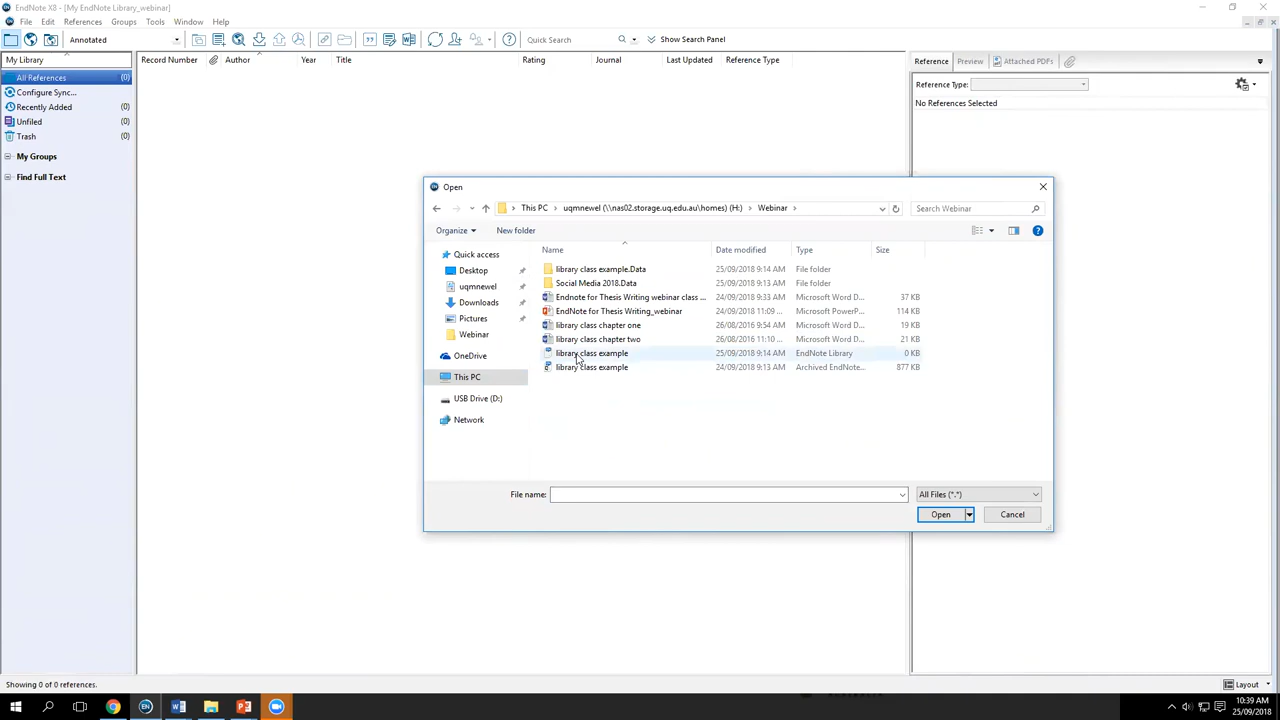 EndNote X8 - [My EndNote Library_webinar]
File Edit References Groups Tools Window Help
Annotated
Quick Search
Show Search Panel
My Library
All References (0)
Configure Sync...
Recently Added (0)
Unfiled (0)
Trash (0)
My Groups
Find Full Text
Record Number Author Year Title Rating Journal Last Updated Reference Type
Reference Preview Attached PDFs
Reference Type:
No References Selected
Open
This PC > uqmnewel (\\nas02.storage.uq.edu.au\homes) (H:) > Webinar >
Search Webinar
Organize New folder
Quick access
Desktop
uqmnewel
Downloads
Pictures
Webinar
OneDrive
This PC
USB Drive (D:)
Network
Name Date modified Type Size
library class example.Data 25/09/2018 9:14 AM File folder
Social Media 2018.Data 25/09/2018 9:13 AM File folder
Endnote for Thesis Writing webinar class ... 24/09/2018 9:33 AM Microsoft Word D... 37 KB
EndNote for Thesis Writing_webinar 24/09/2018 11:09 ... Microsoft PowerP... 114 KB
library class chapter one 26/08/2016 9:54 AM Microsoft Word D... 19 KB
library class chapter two 26/08/2016 11:10 ... Microsoft Word D... 21 KB
library class example 25/09/2018 9:14 AM EndNote Library 0 KB
library class example 24/09/2018 9:13 AM Archived EndNote... 877 KB
File name:
All Files (*.*)
Open Cancel
Showing 0 of 0 references.
Layout
10:39 AM
25/09/2018